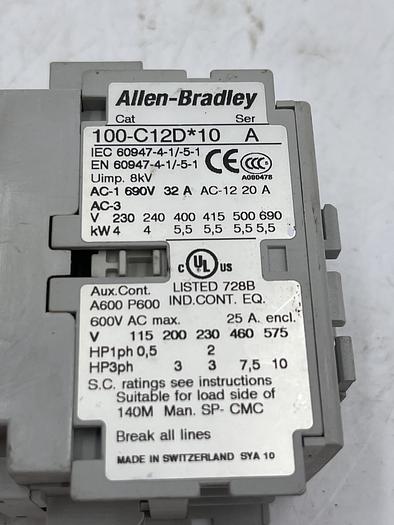 Allen-Bradley
Cat Ser
100-C12D*10 A
IEC 60947-4-1/-5-1
EN 60947-4-1/-5-1
Uimp. 8kV
CE CCC
A080478
AC-1 690V 32 A AC-12 20 A
AC-3
V 230 240 400 415 500 690
kW 4 4 5,5 5,5 5,5 5,5
c UL us
Aux.Cont. LISTED 728B
A600 P600 IND.CONT. EQ.
600V AC max. 25 A. encl.
V 115 200 230 460 575
HP1ph 0,5 2
HP3ph 3 3 7,5 10
S.C. ratings see instructions
Suitable for load side of
140M Man. SP- CMC
Break all lines
MADE IN SWITZERLAND SYA 10